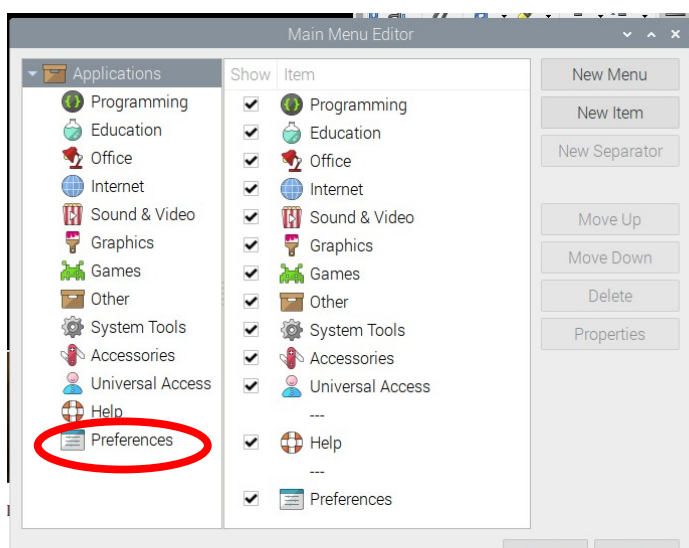 Main Menu Editor
Applications
Programming
Education
Office
Internet
Sound & Video
Graphics
Games
Other
System Tools
Accessories
Universal Access
Help
Preferences
Show Item
Programming
Education
Office
Internet
Sound & Video
Graphics
Games
Other
System Tools
Accessories
Universal Access
---
Help
---
Preferences
New Menu
New Item
New Separator
Move Up
Move Down
Delete
Properties